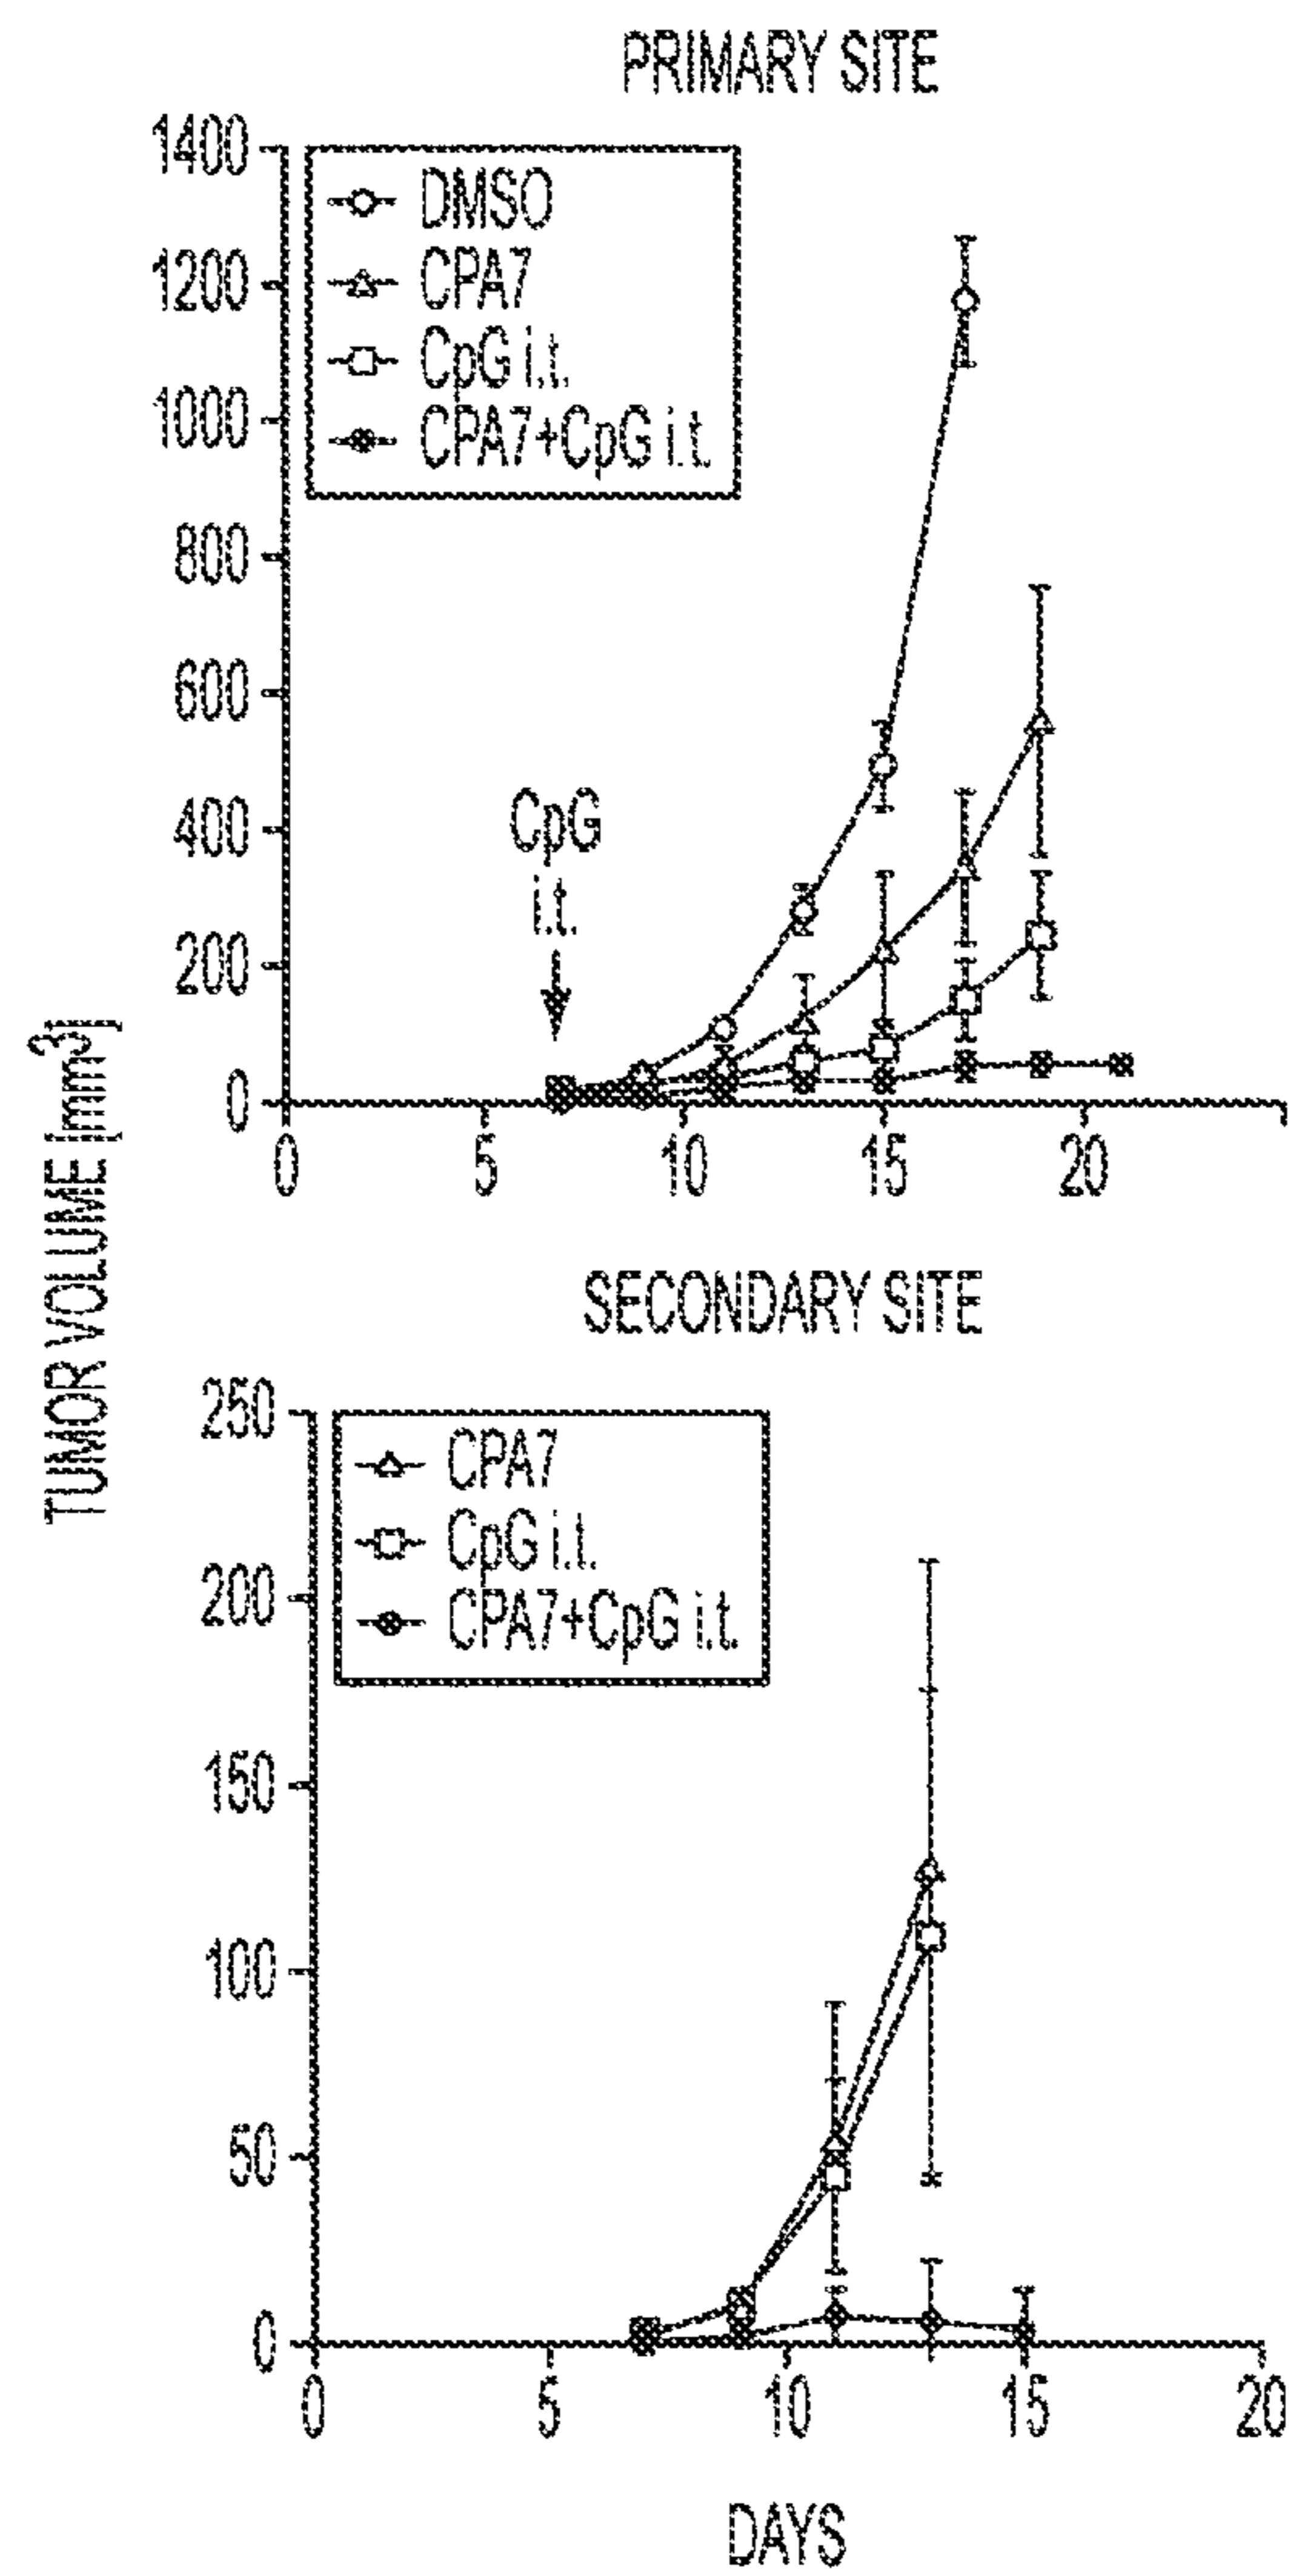 PRIMARY SITE
1400
1200
1000
800
600
400
200
0
DMSO
CPA7
CpG i.t.
CPA7+CpG i.t.
CpG
i.t.
0 5 10 15 20
TUMOR VOLUME [mm³]
SECONDARY SITE
250
200
150
100
50
0
CPA7
CpG i.t.
CPA7+CpG i.t.
0 5 10 15 20
DAYS